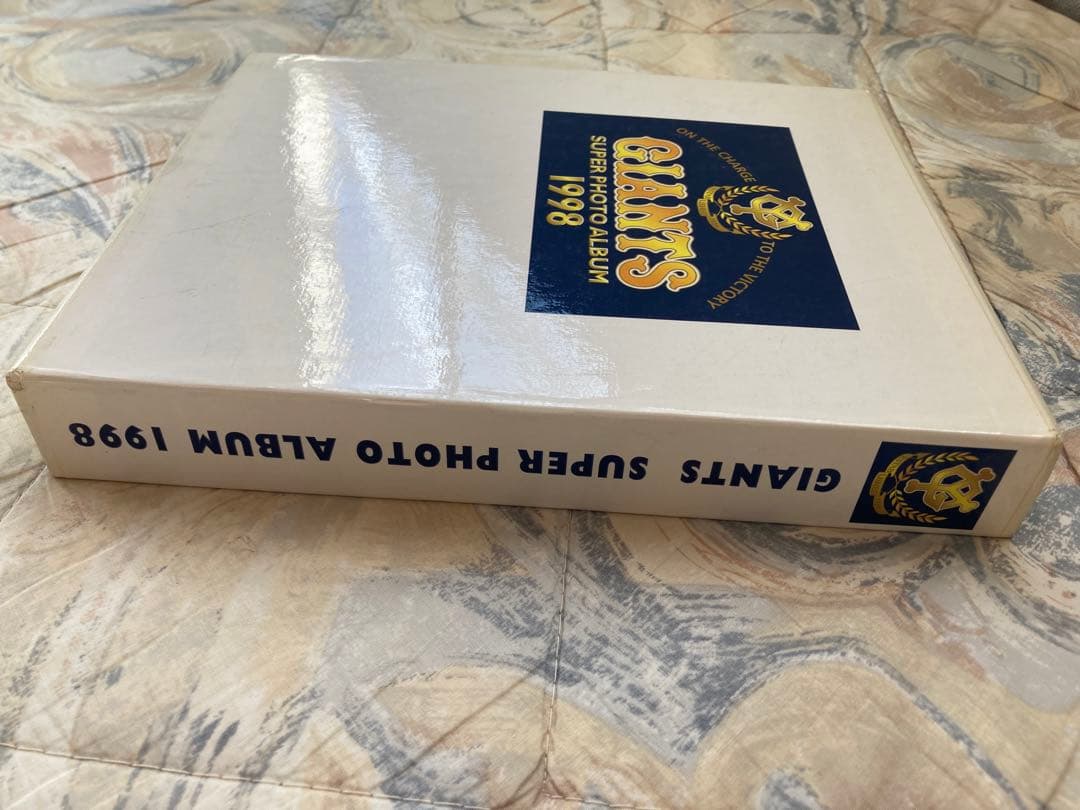 ON THE CHARGE TO THE VICTORY
GIANTS
SUPER PHOTO ALBUM
1998
GIANTS SUPER PHOTO ALBUM 1998